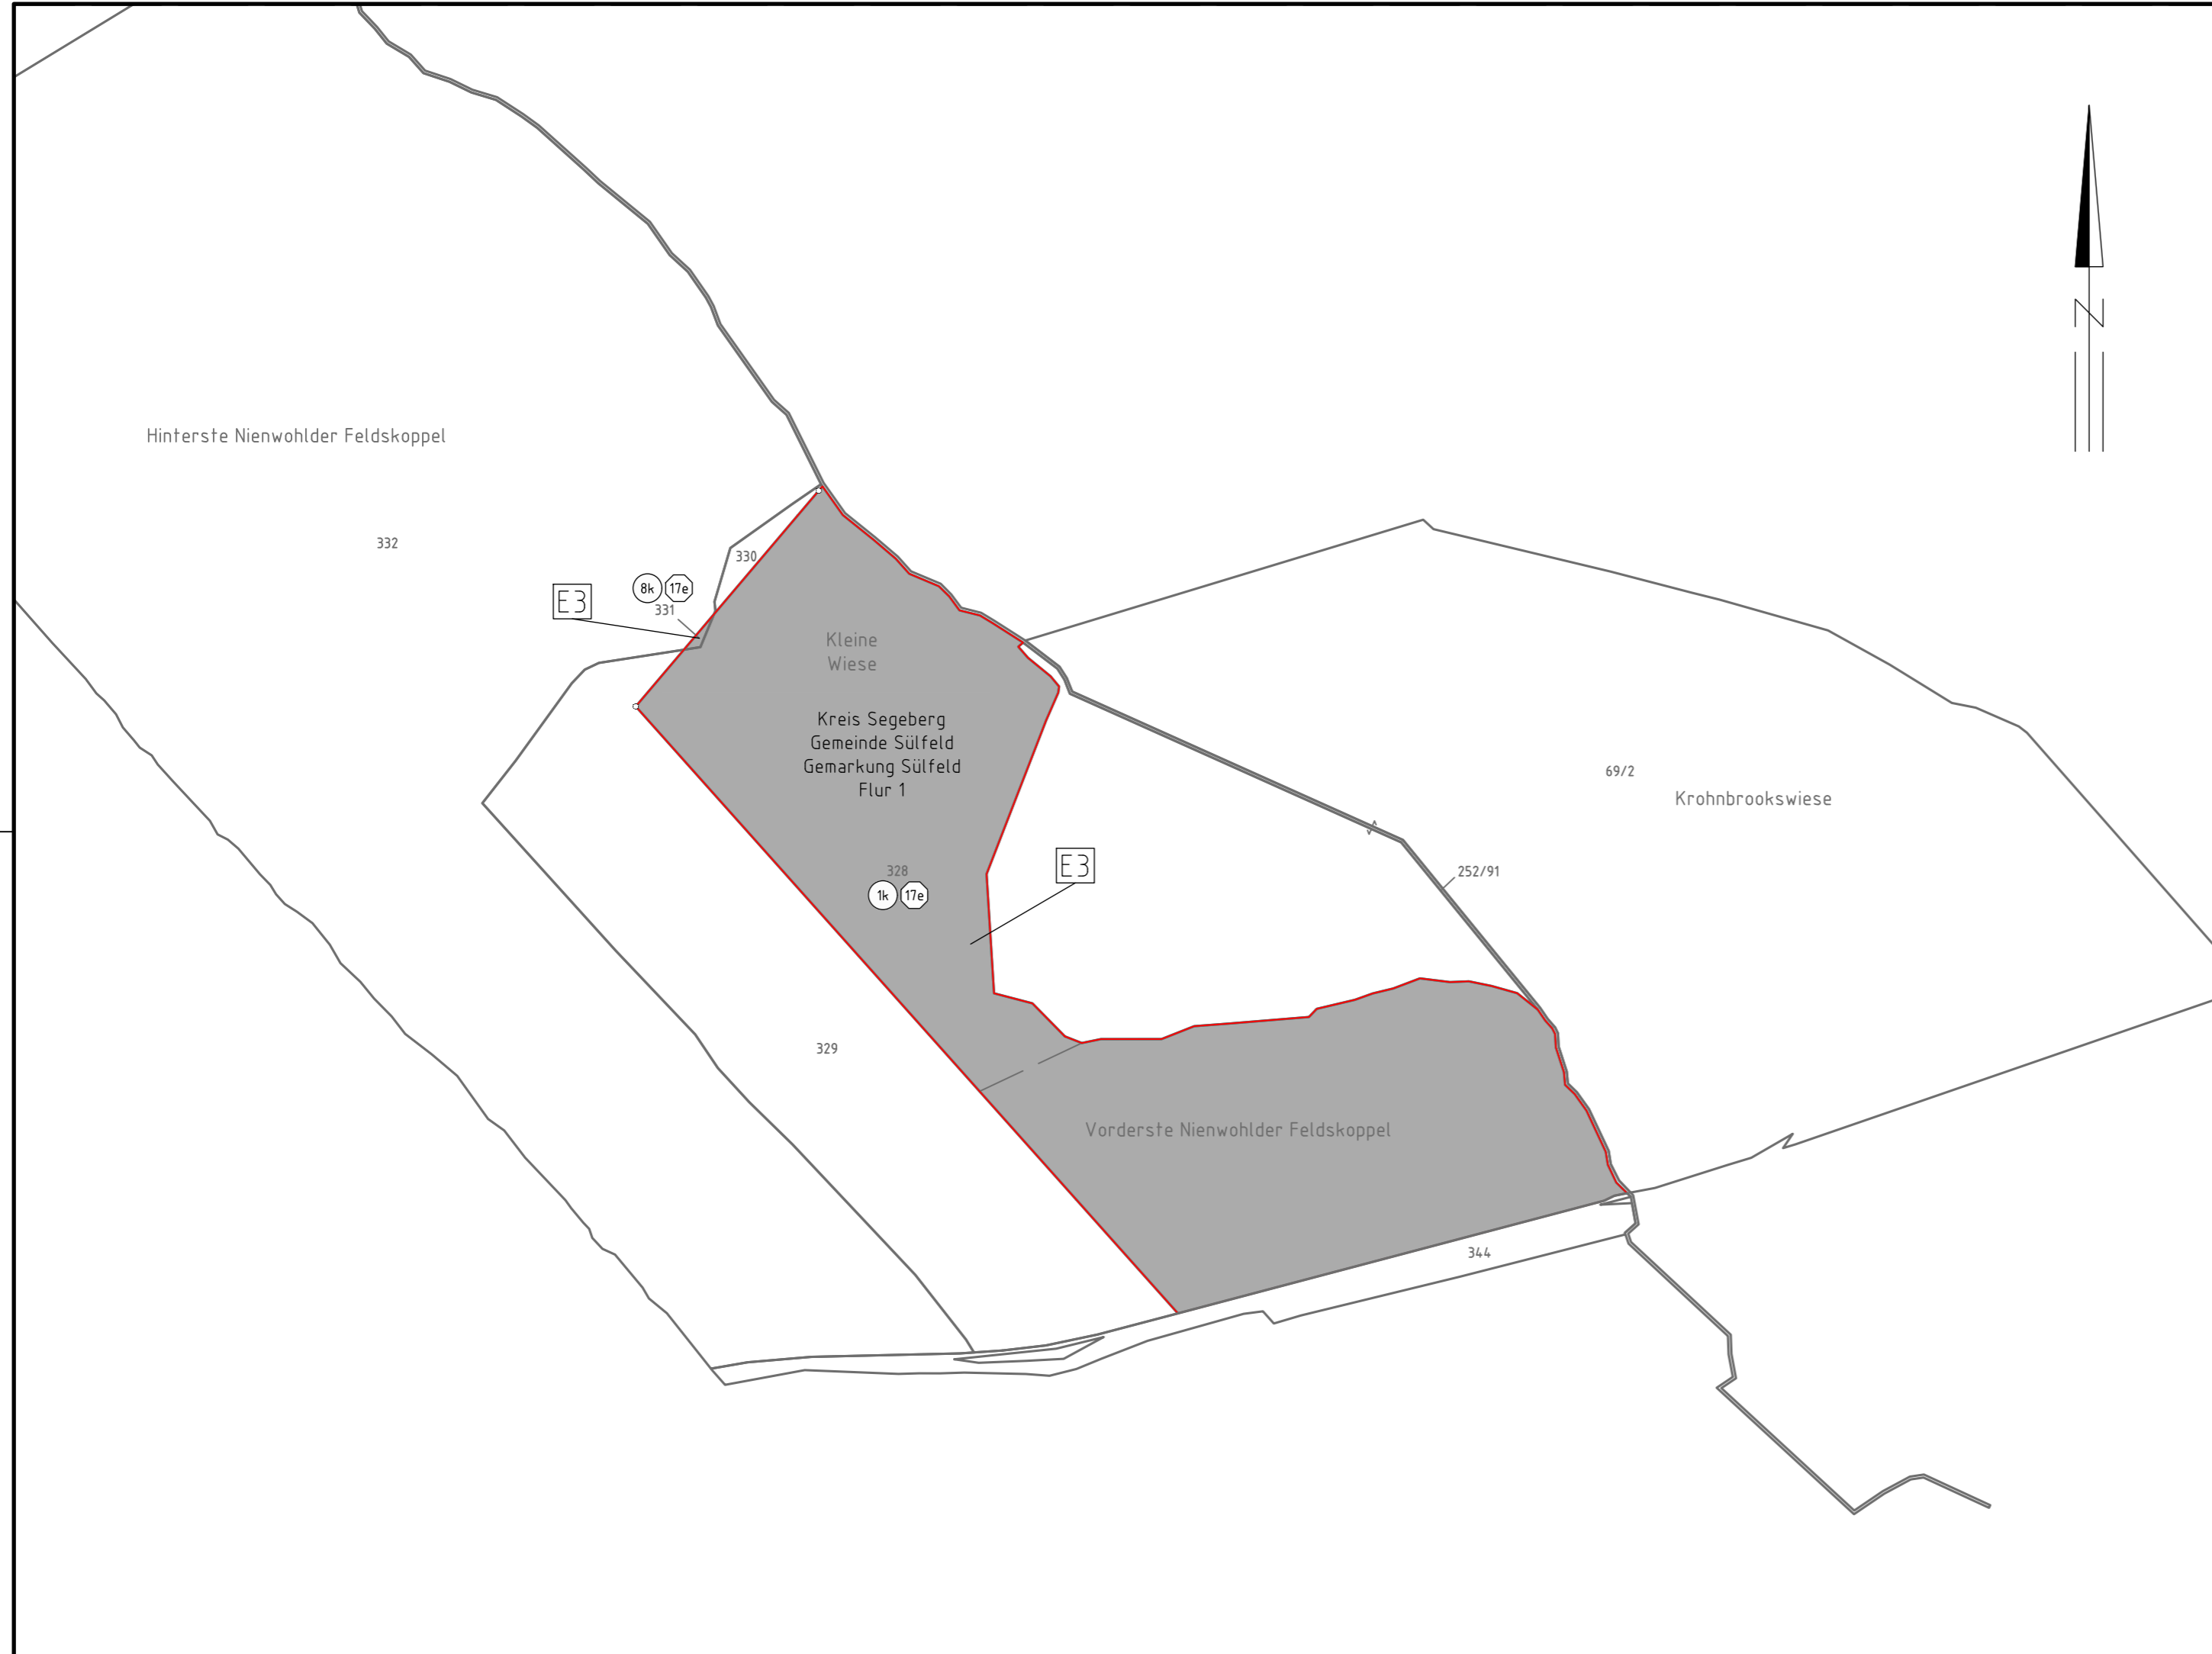 N
Hinterste Nienwohlder Feldskoppel
332
330
8k 17e
E3
331
Kleine
Wiese
Kreis Segeberg
Gemeinde Sülfeld
Gemarkung Sülfeld
Flur 1
69/2
Krohnbrookswiese
328
E3
252/91
1k 17e
329
Vorderste Nienwohlder Feldskoppel
344